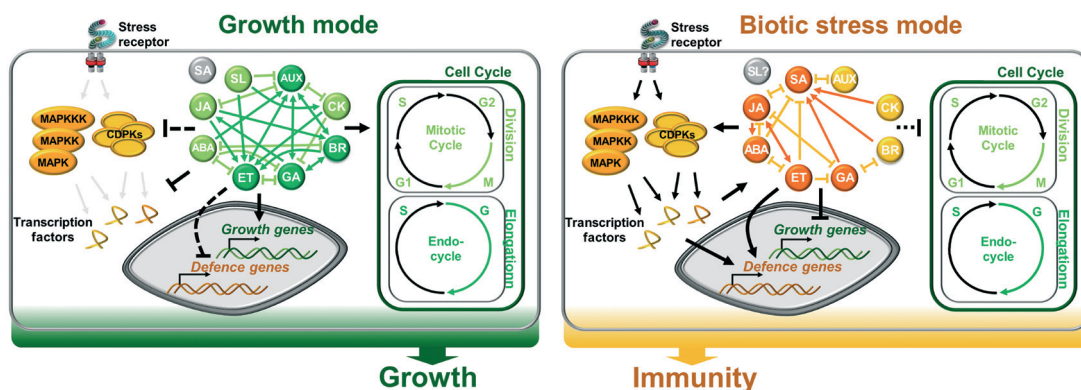 Growth mode
Stress
receptor
SA
SL
AUX
JA
CK
ABA
BR
ET
GA
MAPKKK
MAPKK
MAPK
CDPKs
Transcription
factors
Growth genes
Defence genes
Cell Cycle
S
G2
Mitotic
Cycle
G1
M
Division
S
G
Endo-
cycle
Elongationn
Growth
Biotic stress mode
Stress
receptor
SL?
SA
AUX
JA
CK
ABA
BR
ET
GA
MAPKKK
MAPKK
MAPK
CDPKs
Transcription
factors
Growth genes
Defence genes
Cell Cycle
S
G2
Mitotic
Cycle
G1
M
Division
S
G
Endo-
cycle
Elongationn
Immunity